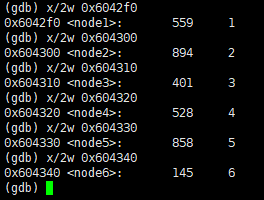 (gdb) x/2w 0x6042f0
0x6042f0 <node1>: 559 1
(gdb) x/2w 0x604300
0x604300 <node2>: 894 2
(gdb) x/2w 0x604310
0x604310 <node3>: 401 3
(gdb) x/2w 0x604320
0x604320 <node4>: 528 4
(gdb) x/2w 0x604330
0x604330 <node5>: 858 5
(gdb) x/2w 0x604340
0x604340 <node6>: 145 6
(gdb)